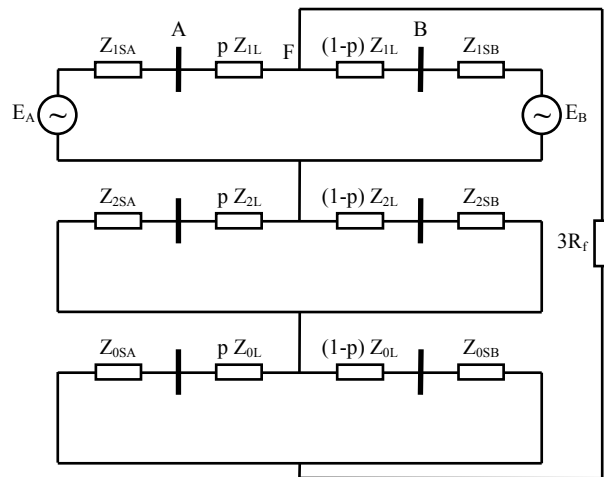 A B
Z1SA p Z1L F (1-p) Z1L Z1SB
EA ~ ~ EB
Z2SA p Z2L (1-p) Z2L Z2SB
3Rf
Z0SA p Z0L (1-p) Z0L Z0SB